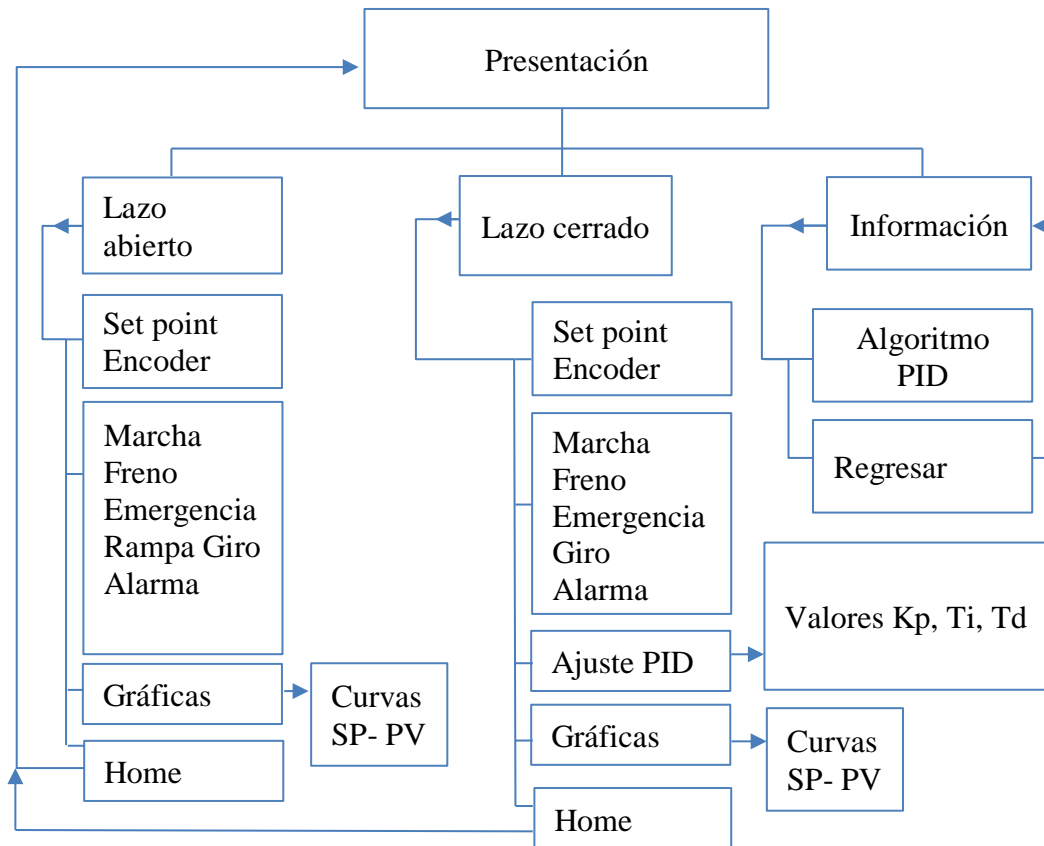 Presentación
Lazo
abierto
Set point
Encoder
Marcha
Freno
Emergencia
Rampa Giro
Alarma
Gráficas
Curvas
SP- PV
Home
Lazo cerrado
Set point
Encoder
Marcha
Freno
Emergencia
Giro
Alarma
Ajuste PID
Valores Kp, Ti, Td
Gráficas
Curvas
SP- PV
Home
Información
Algoritmo
PID
Regresar